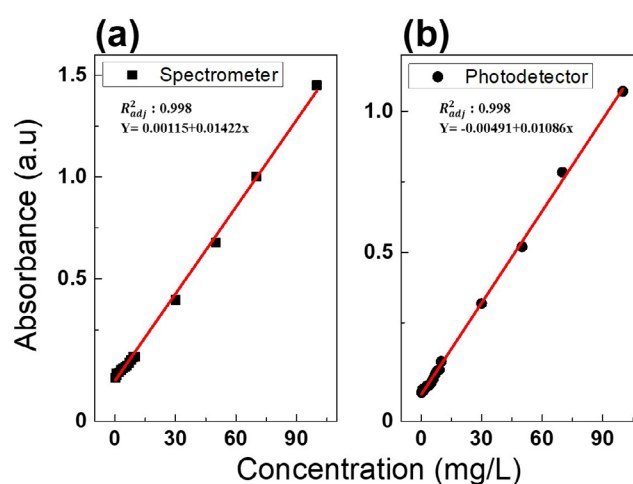 (a)
(b)
Spectrometer
R²adj : 0.998
Y= 0.00115+0.01422x
Photodetector
R²adj : 0.998
Y= -0.00491+0.01086x
Absorbance (a.u)
1.5
1.0
0.5
0
1.0
0.5
0
0 30 60 90
0 30 60 90
Concentration (mg/L)